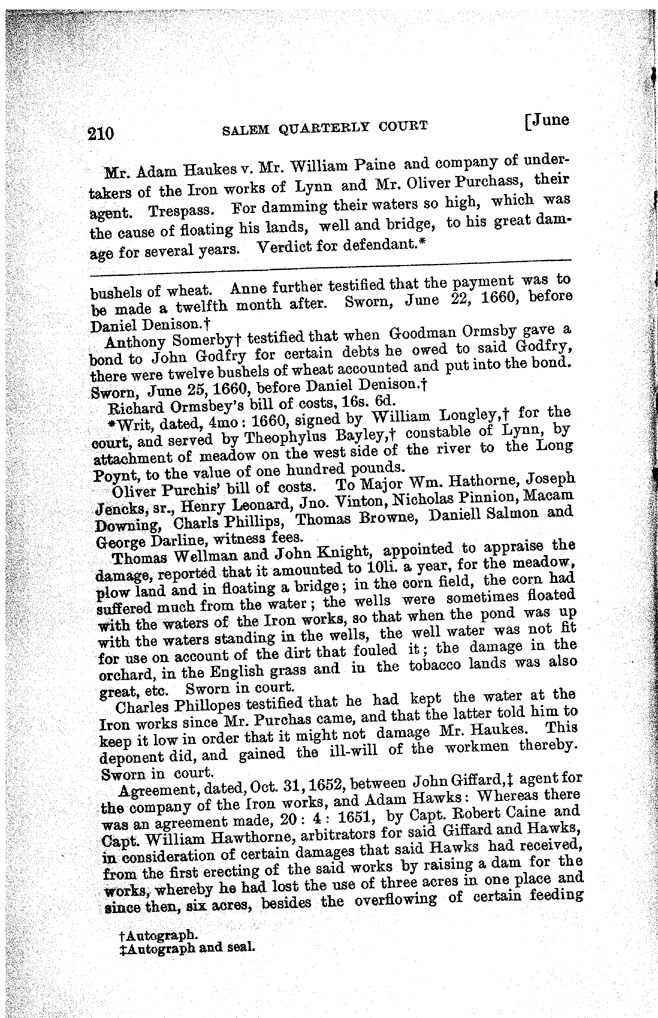 210 SALEM QUARTERLY COURT [June
Mr. Adam Haukes v. Mr. William Paine and company of under-
takers of the Iron works of Lynn and Mr. Oliver Purchass, their
agent. Trespass. For damming their waters so high, which was
the cause of floating his lands, well and bridge, to his great dam-
age for several years. Verdict for defendant.*
bushels of wheat. Anne further testified that the payment was to
be made a twelfth month after. Sworn, June 22, 1660, before
Daniel Denison.†
Anthony Somerby† testified that when Goodman Ormsby gave a
bond to John Godfry for certain debts he owed to said Godfry,
there were twelve bushels of wheat accounted and put into the bond.
Sworn, June 25, 1660, before Daniel Denison.†
Richard Ormsbey's bill of costs, 16s. 6d.
*Writ, dated, 4mo : 1660, signed by William Longley,† for the
court, and served by Theophylus Bayley,† constable of Lynn, by
attachment of meadow on the west side of the river to the Long
Poynt, to the value of one hundred pounds.
Oliver Purchis' bill of costs. To Major Wm. Hathorne, Joseph
Jencks, sr., Henry Leonard, Jno. Vinton, Nicholas Pinnion, Macam
Downing, Charls Phillips, Thomas Browne, Daniell Salmon and
George Darline, witness fees.
Thomas Wellman and John Knight, appointed to appraise the
damage, reported that it amounted to 10li. a year, for the meadow,
plow land and in floating a bridge; in the corn field, the corn had
suffered much from the water; the wells were sometimes floated
with the waters of the Iron works, so that when the pond was up
with the waters standing in the wells, the well water was not fit
for use on account of the dirt that fouled it; the damage in the
orchard, in the English grass and in the tobacco lands was also
great, etc. Sworn in court.
Charles Phillopes testified that he had kept the water at the
Iron works since Mr. Purchas came, and that the latter told him to
keep it low in order that it might not damage Mr. Haukes. This
deponent did, and gained the ill-will of the workmen thereby.
Sworn in court.
Agreement, dated, Oct. 31, 1652, between John Giffard,‡ agent for
the company of the Iron works, and Adam Hawks: Whereas there
was an agreement made, 20 : 4 : 1651, by Capt. Robert Caine and
Capt. William Hawthorne, arbitrators for said Giffard and Hawks,
in consideration of certain damages that said Hawks had received,
from the first erecting of the said works by raising a dam for the
works, whereby he had lost the use of three acres in one place and
since then, six acres, besides the overflowing of certain feeding
†Autograph.
‡Autograph and seal.